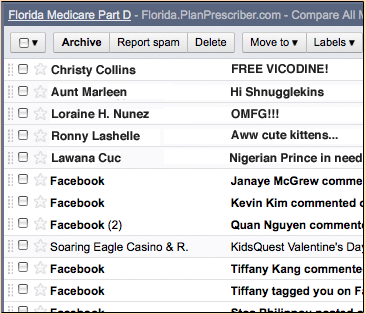 Florida Medicare Part D - Florida.PlanPrescriber.com - Compare All M
Archive Report spam Delete Move to ▾ Labels ▾
Christy Collins FREE VICODINE!
Aunt Marleen Hi Shnugglekins
Loraine H. Nunez OMFG!!!
Ronny Lashelle Aww cute kittens...
Lawana Cuc Nigerian Prince in need
Facebook Janaye McGrew comme
Facebook Kevin Kim commented o
Facebook (2) Quan Nguyen commente
Soaring Eagle Casino & R. KidsQuest Valentine's Day
Facebook Tiffany Kang commented
Facebook Tiffany tagged you on Fa
Facebook